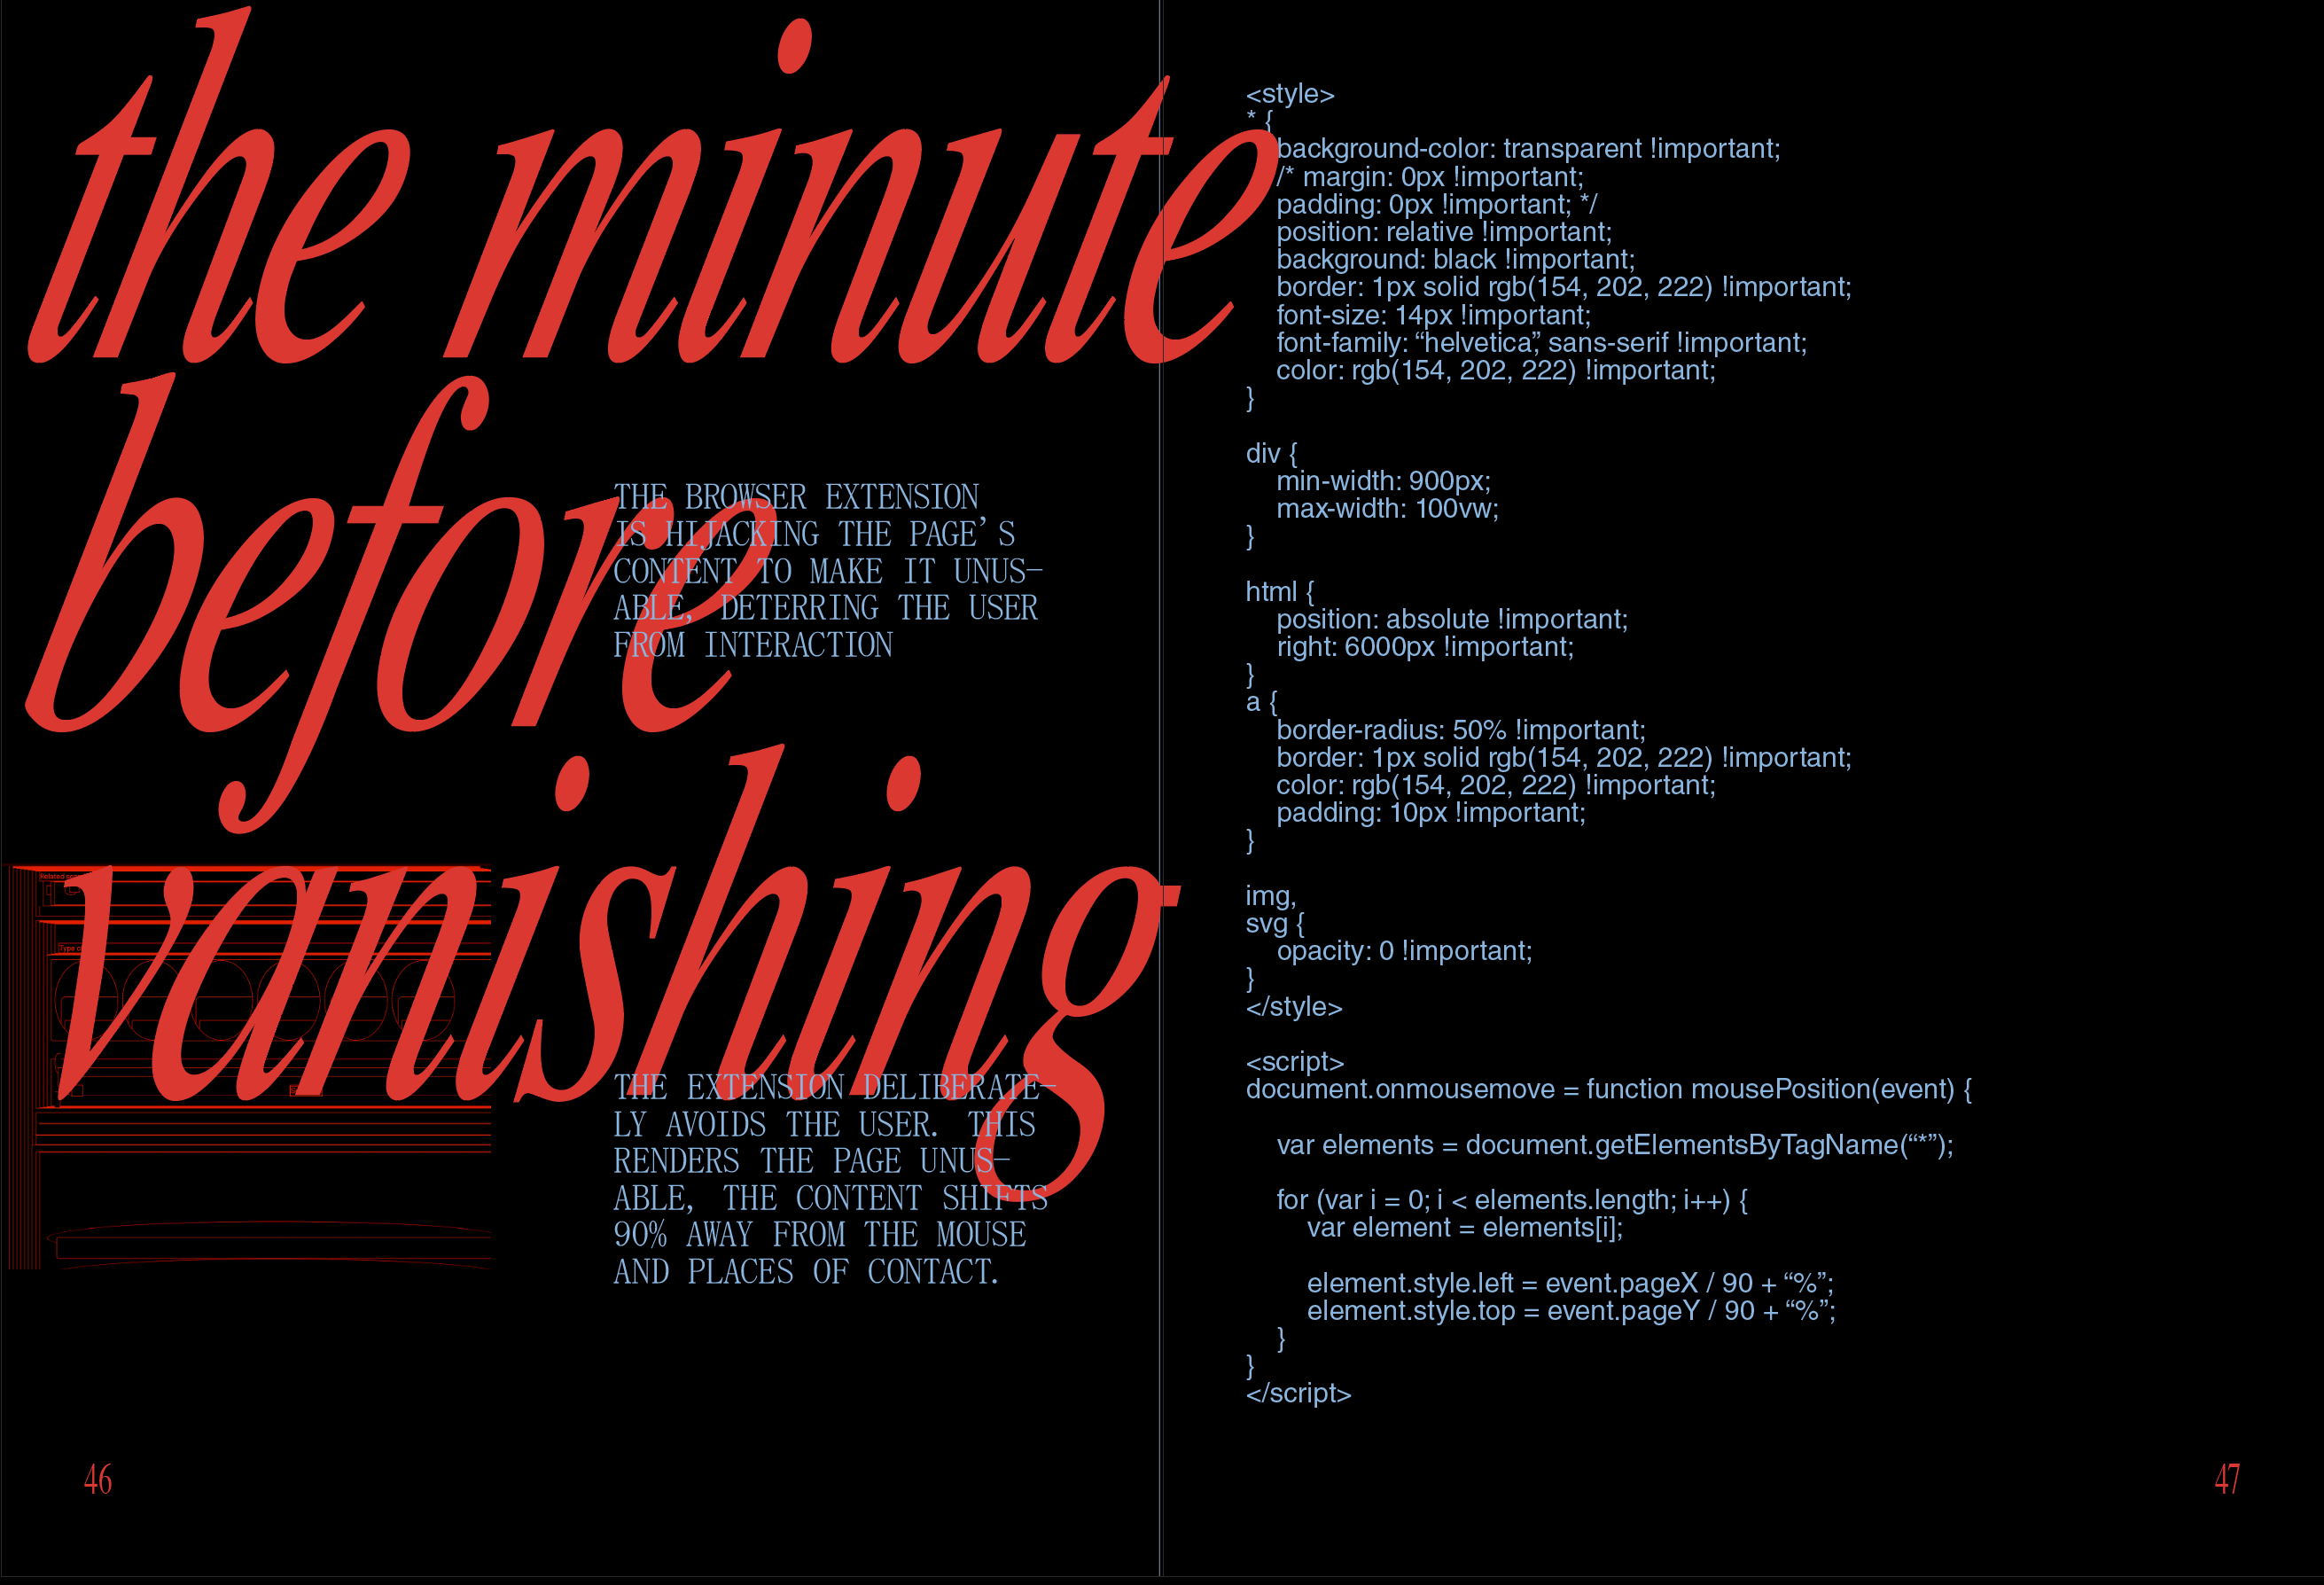 the minute
before
vanishing
THE BROWSER EXTENSION
IS HIJACKING THE PAGE'S
CONTENT TO MAKE IT UNUS–
ABLE, DETERRING THE USER
FROM INTERACTION
Related sea
Type o
THE EXTENSION DELIBERATE–
LY AVOIDS THE USER. THIS
RENDERS THE PAGE UNUS–
ABLE, THE CONTENT SHIFTS
90% AWAY FROM THE MOUSE
AND PLACES OF CONTACT.
46
<style>
* {
background-color: transparent !important;
/* margin: 0px !important;
padding: 0px !important; */
position: relative !important;
background: black !important;
border: 1px solid rgb(154, 202, 222) !important;
font-size: 14px !important;
font-family: “helvetica”, sans-serif !important;
color: rgb(154, 202, 222) !important;
}
div {
min-width: 900px;
max-width: 100vw;
}
html {
position: absolute !important;
right: 6000px !important;
}
a {
border-radius: 50% !important;
border: 1px solid rgb(154, 202, 222) !important;
color: rgb(154, 202, 222) !important;
padding: 10px !important;
}
img,
svg {
opacity: 0 !important;
}
</style>
<script>
document.onmousemove = function mousePosition(event) {
var elements = document.getElementsByTagName(“*”);
for (var i = 0; i < elements.length; i++) {
var element = elements[i];
element.style.left = event.pageX / 90 + “%”;
element.style.top = event.pageY / 90 + “%”;
}
}
</script>
47